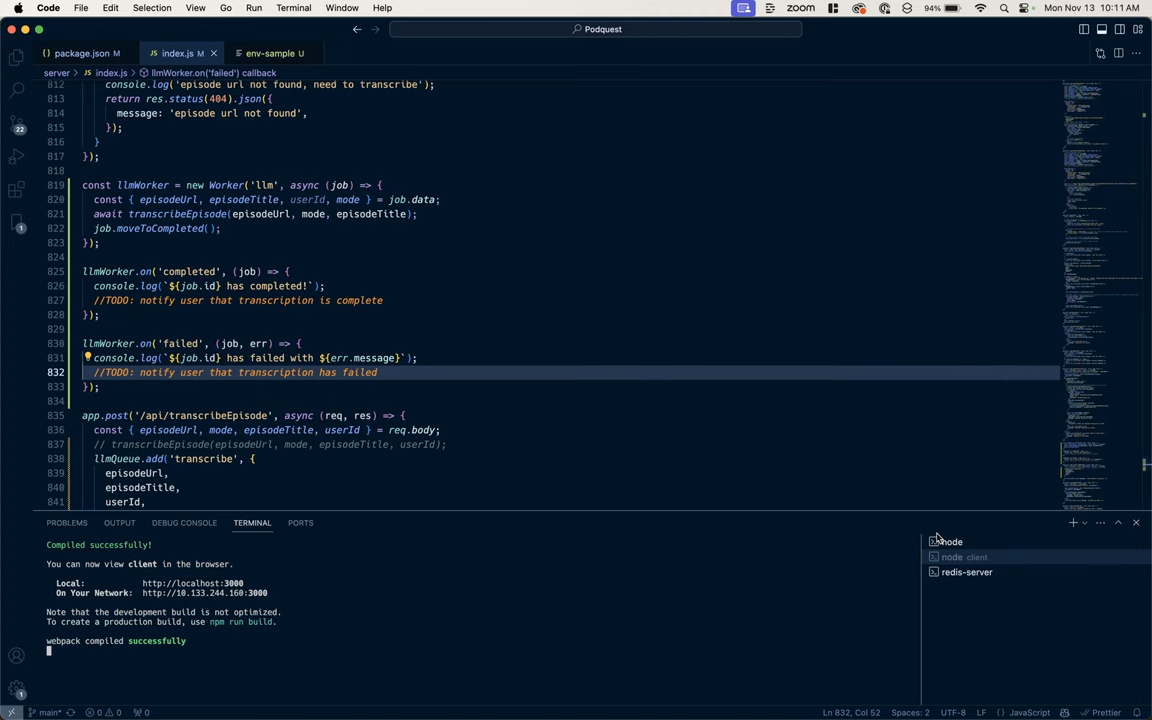 Code File Edit Selection View Go Run Terminal Window Help zoom 94% Mon Nov 13 10:11 AM
Podquest
package.json M index.js M env-sample U
server > index.js > llmWorker.on('failed') callback
812 console.log('episode url not found, need to transcribe');
813 return res.status(404).json({
814 message: 'episode url not found',
815 });
816 }
817 });
818
819 const llmWorker = new Worker('llm', async (job) => {
820 const { episodeUrl, episodeTitle, userId, mode } = job.data;
821 await transcribeEpisode(episodeUrl, mode, episodeTitle);
822 job.moveToCompleted();
823 });
824
825 llmWorker.on('completed', (job) => {
826 console.log(`${job.id} has completed!`);
827 //TODO: notify user that transcription is complete
828 });
829
830 llmWorker.on('failed', (job, err) => {
831 console.log(`${job.id} has failed with ${err.message}`);
832 //TODO: notify user that transcription has failed
833 });
834
835 app.post('/api/transcribeEpisode', async (req, res) => {
836 const { episodeUrl, mode, episodeTitle, userId } = req.body;
837 // transcribeEpisode(episodeUrl, mode, episodeTitle, userId);
838 llmQueue.add('transcribe', {
839 episodeUrl,
840 episodeTitle,
841 userId,
22
1
PROBLEMS OUTPUT DEBUG CONSOLE TERMINAL PORTS
Compiled successfully!
You can now view client in the browser.
Local: http://localhost:3000
On Your Network: http://10.133.244.160:3000
Note that the development build is not optimized.
To create a production build, use npm run build.
webpack compiled successfully
node
node client
redis-server
1
main* 0 0 0 Ln 832, Col 52 Spaces: 2 UTF-8 LF {} JavaScript Prettier